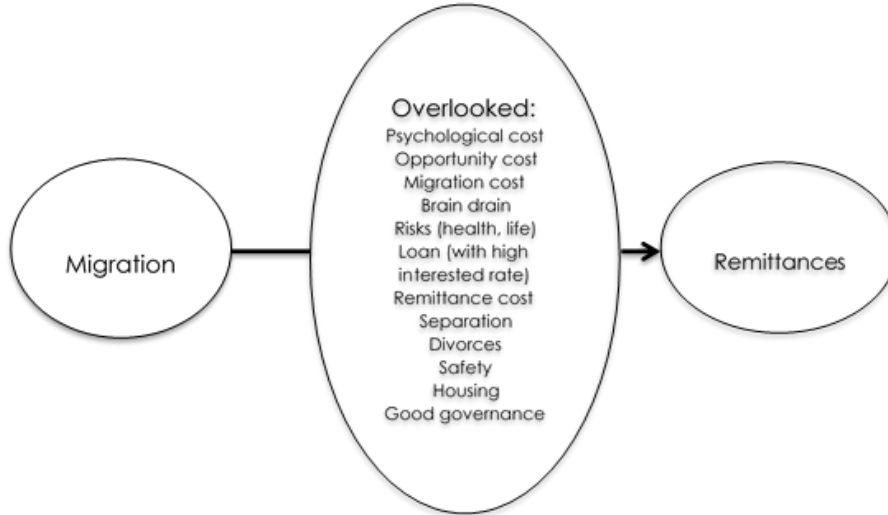 Migration
Overlooked:
Psychological cost
Opportunity cost
Migration cost
Brain drain
Risks (health, life)
Loan (with high
interested rate)
Remittance cost
Separation
Divorces
Safety
Housing
Good governance
Remittances